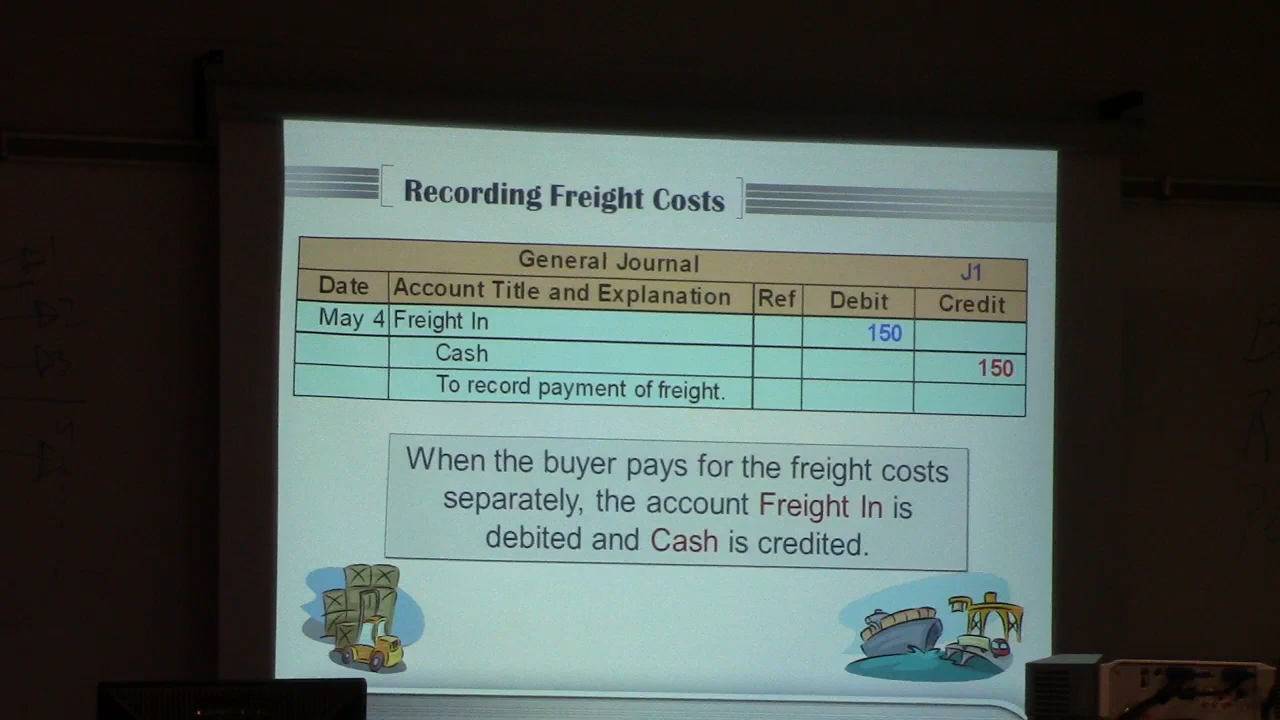 Recording Freight Costs
General Journal J1
Date Account Title and Explanation Ref Debit Credit
May 4 Freight In 150
Cash 150
To record payment of freight.
When the buyer pays for the freight costs
separately, the account Freight In is
debited and Cash is credited.